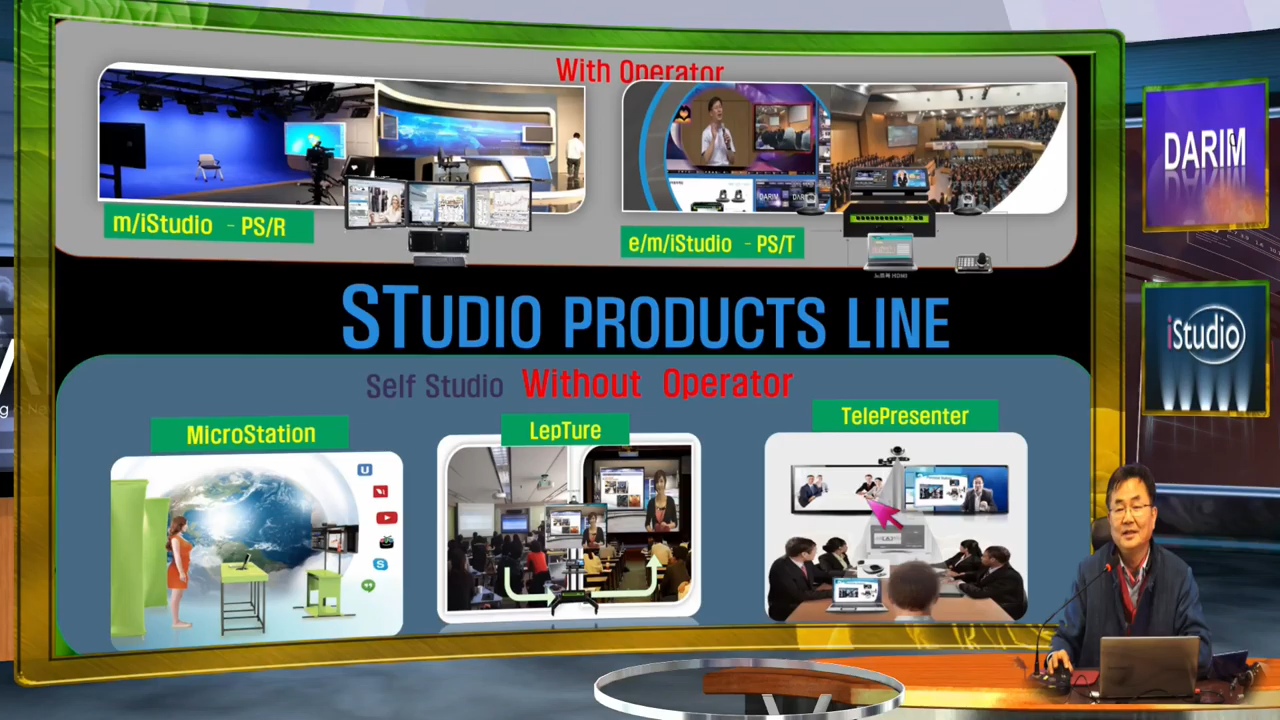 With Operator
m/iStudio - PS/R
e/m/iStudio - PS/T
STUDIO PRODUCTS LINE
Self Studio Without Operator
MicroStation
LepTure
TelePresenter
DARIM
iStudio